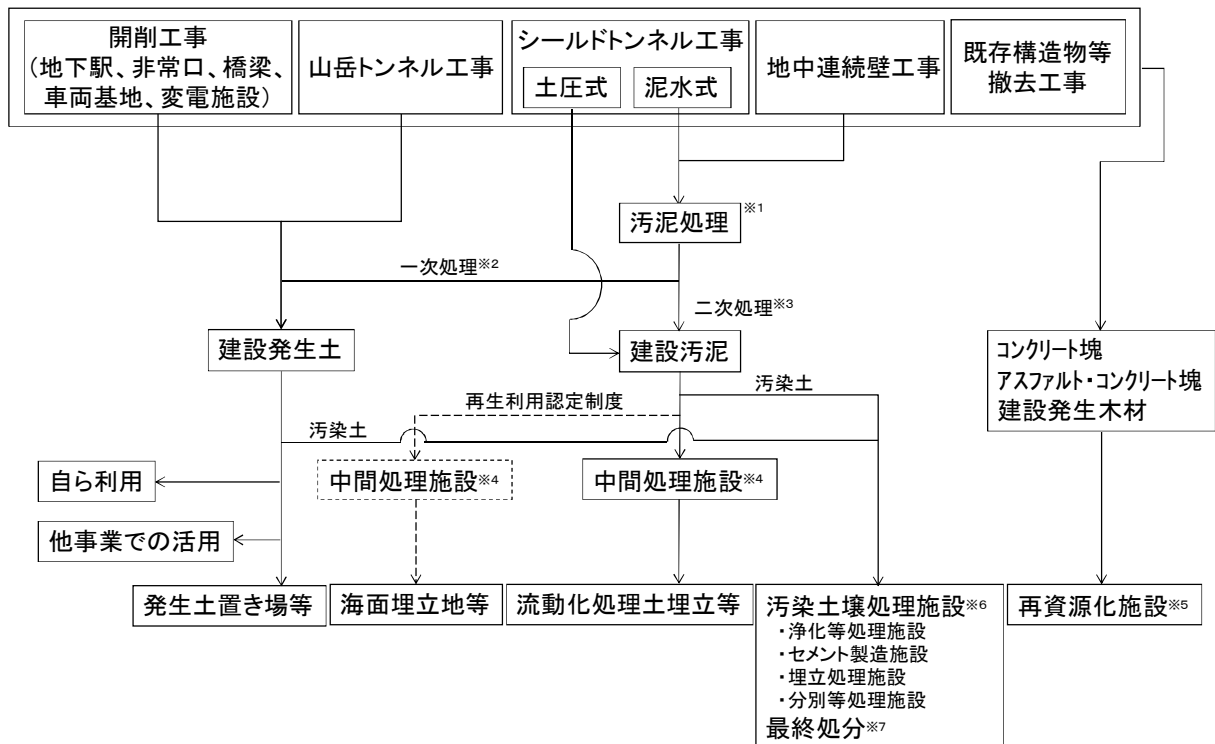 開削工事
(地下駅、非常口、橋梁、
車両基地、変電施設)
山岳トンネル工事
シールドトンネル工事
土圧式
泥水式
地中連続壁工事
既存構造物等
撤去工事
汚泥処理※1
一次処理※2
二次処理※3
建設発生土
建設汚泥
コンクリート塊
アスファルト・コンクリート塊
建設発生木材
汚染土
再生利用認定制度
汚染土
自ら利用
中間処理施設※4
中間処理施設※4
他事業での活用
発生土置き場等
海面埋立地等
流動化処理土埋立等
汚染土壌処理施設※6
・浄化等処理施設
・セメント製造施設
・埋立処理施設
・分別等処理施設
最終処分※7
再資源化施設※5